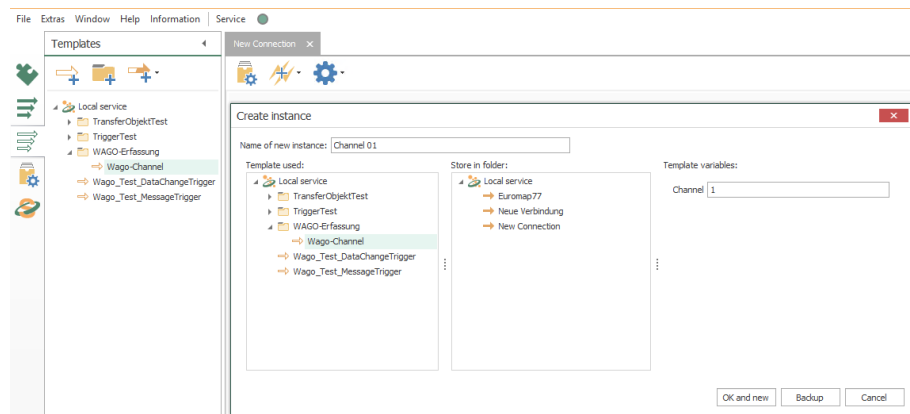 File Extras Window Help Information Service
Templates
New Connection
Local service
TransferObjektTest
TriggerTest
WAGO-Erfassung
Wago-Channel
Wago_Test_DataChangeTrigger
Wago_Test_MessageTrigger
Create instance
Name of new instance: Channel 01
Template used:
Local service
TransferObjektTest
TriggerTest
WAGO-Erfassung
Wago-Channel
Wago_Test_DataChangeTrigger
Wago_Test_MessageTrigger
Store in folder:
Local service
Euromap77
Neue Verbindung
New Connection
Template variables:
Channel 1
OK and new Backup Cancel